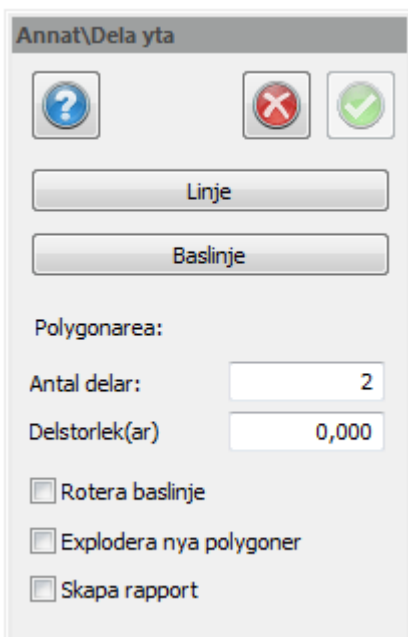 Annat\Dela yta
?
Linje
Baslinje
Polygonarea:
Antal delar: 2
Delstorlek(ar) 0,000
Rotera baslinje
Explodera nya polygoner
Skapa rapport